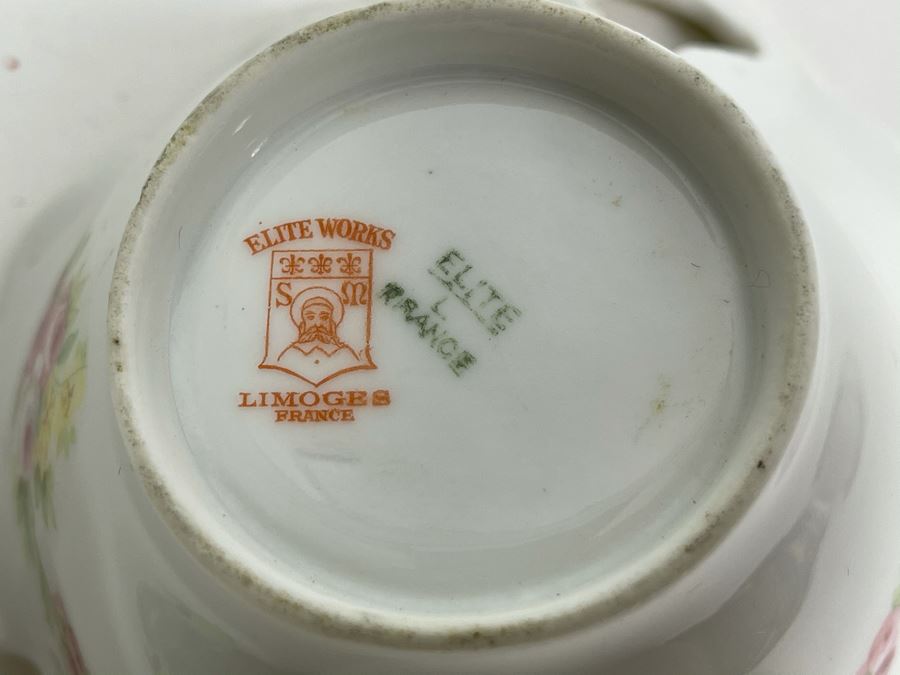 ELITE WORKS
S M
LIMOGES
FRANCE
ELITE
L
FRANCE